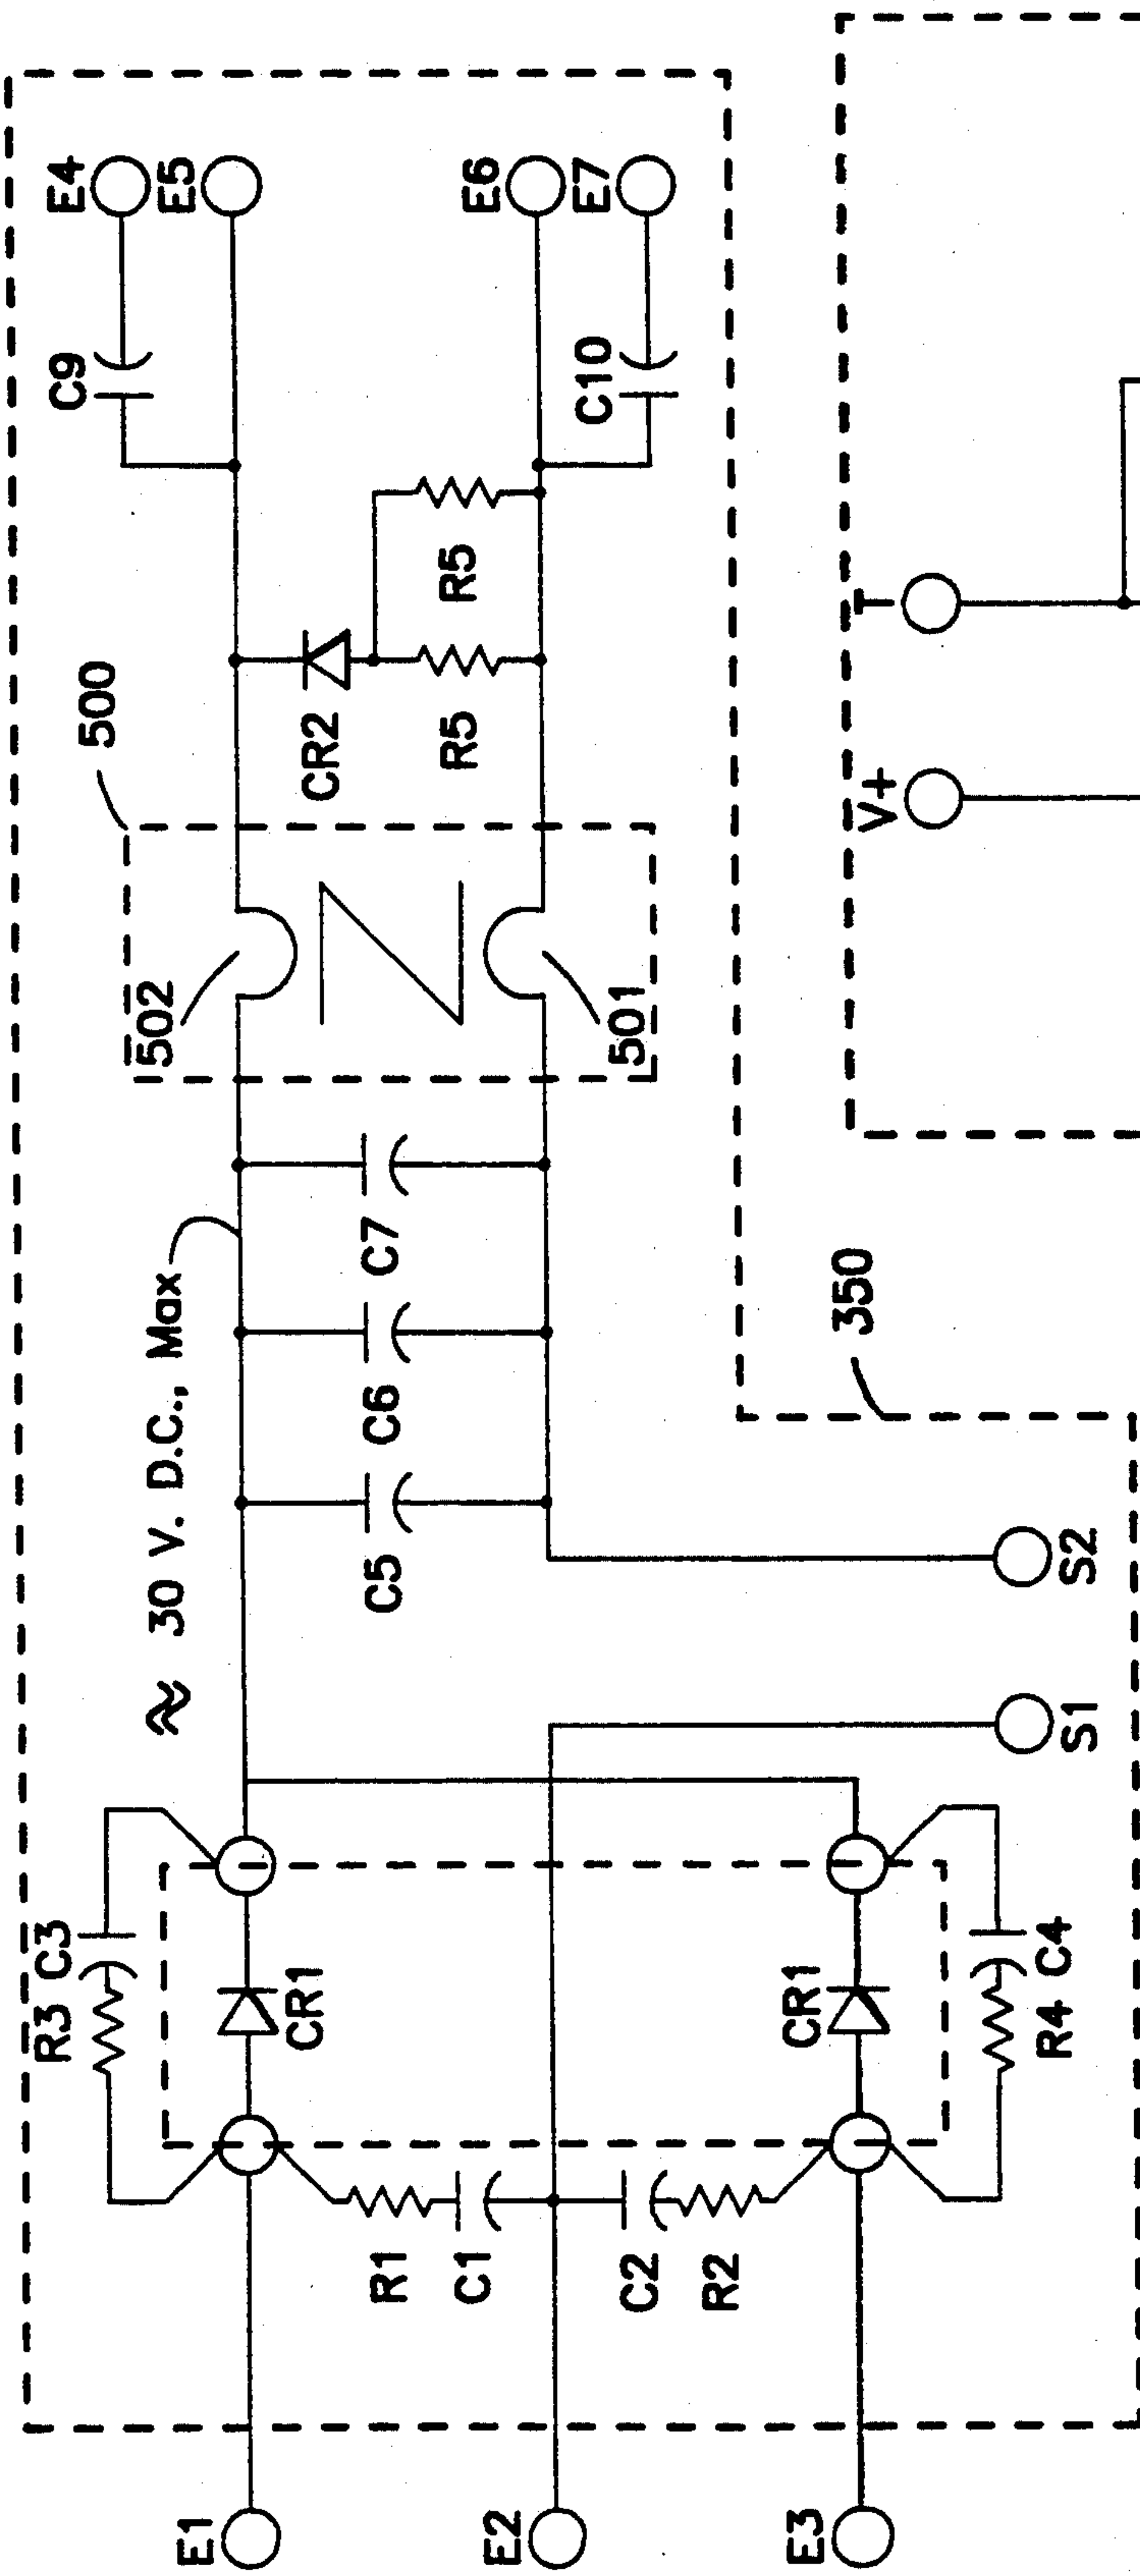 E4
E5
E6
E7
C9
C10
500
CR2
R5
R5
502
501
T
V+
≈ 30 V. D.C., Max
C7
C6
C5
350
S2
S1
R3 C3
CR1
CR1
R4 C4
R1
C1
C2
R2
E1
E2
E3